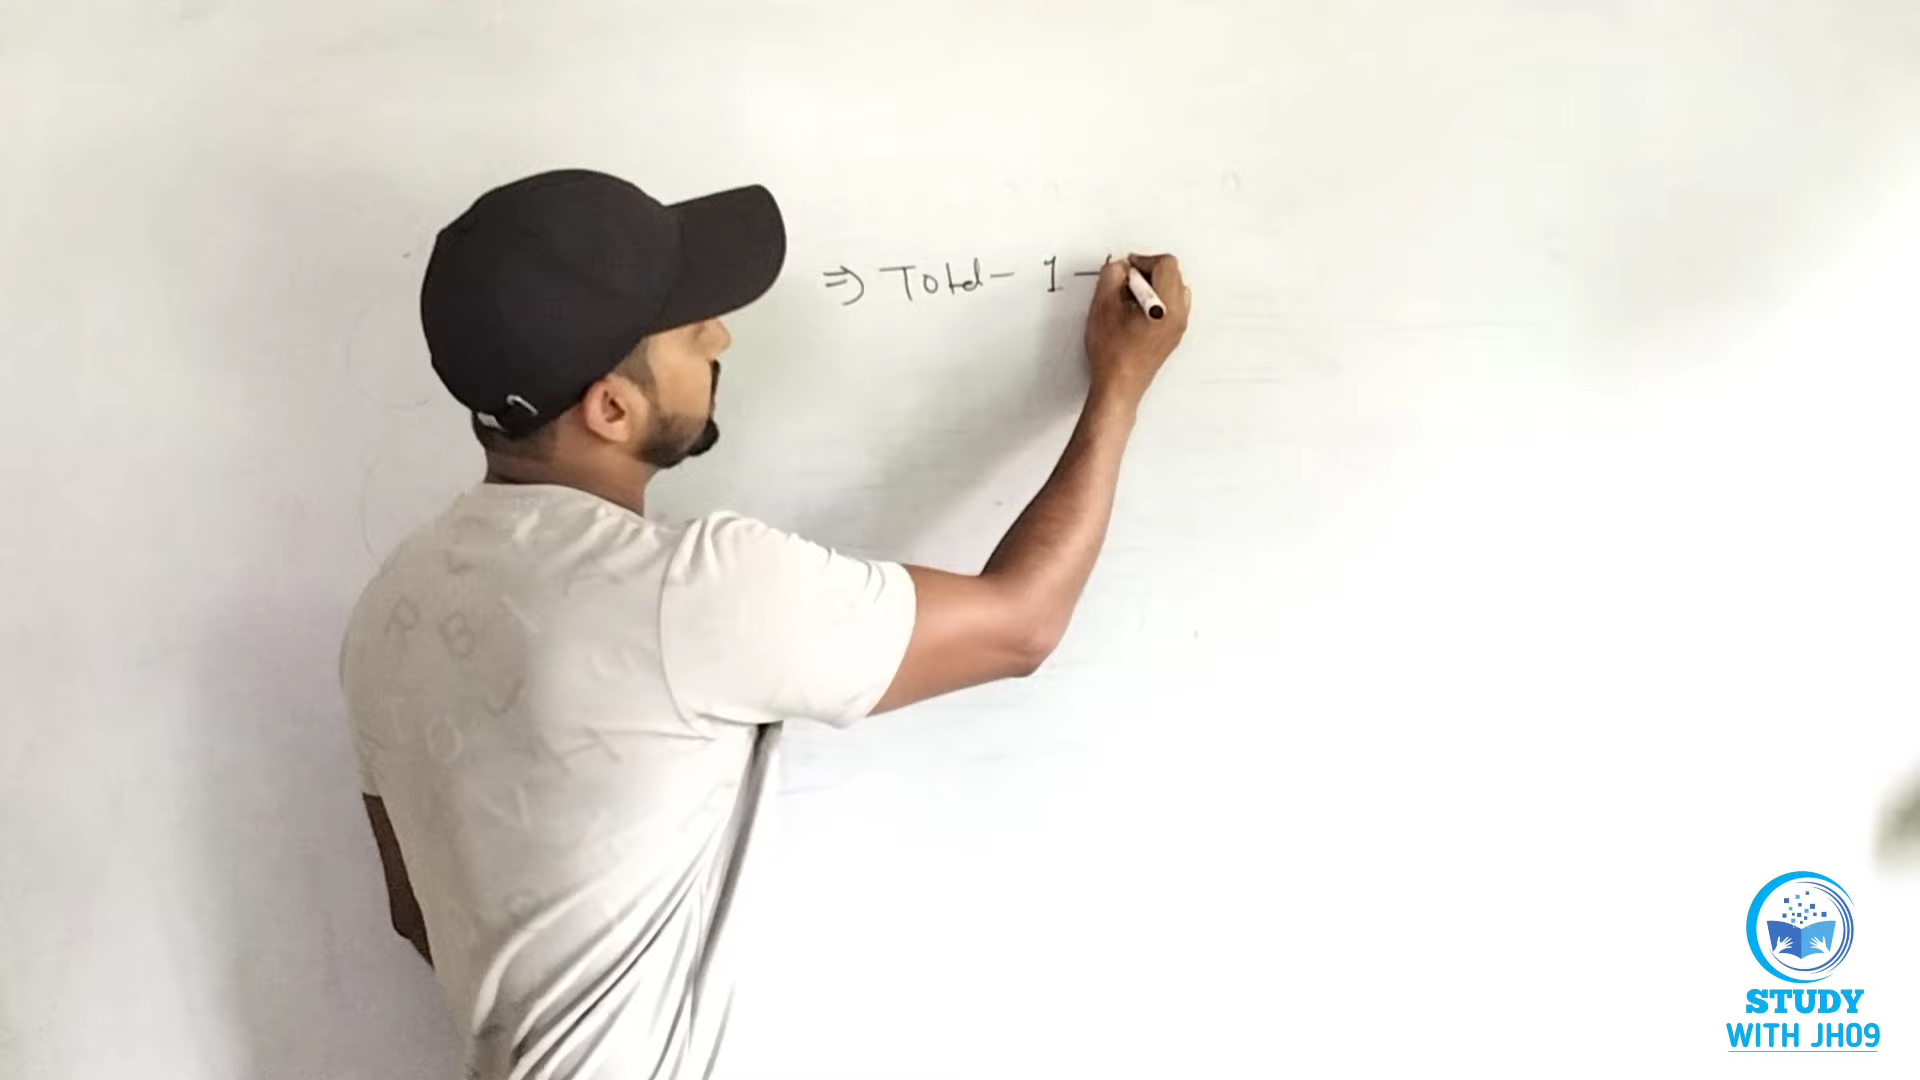 ⇒ Total - 1 -
STUDY
WITH JH09